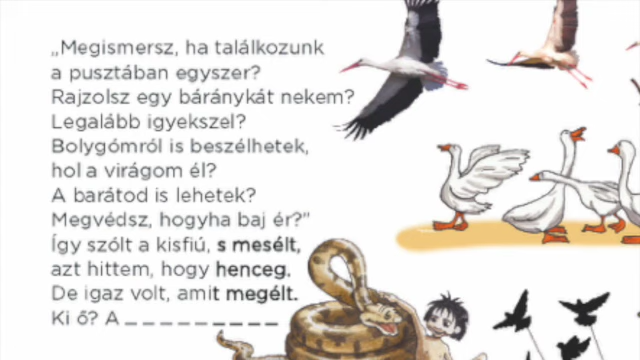 „Megismersz, ha találkozunk
a pusztában egyszer?
Rajzolsz egy báránykát nekem?
Legalább igyekszel?
Bolygómról is beszélhetek,
hol a virágom él?
A barátod is lehetek?
Megvédsz, hogyha baj ér?”
Így szólt a kisfiú, s mesélt,
azt hittem, hogy henceg.
De igaz volt, amit megélt.
Ki ő? A _ _ _ _ _ _ _ _ _ _